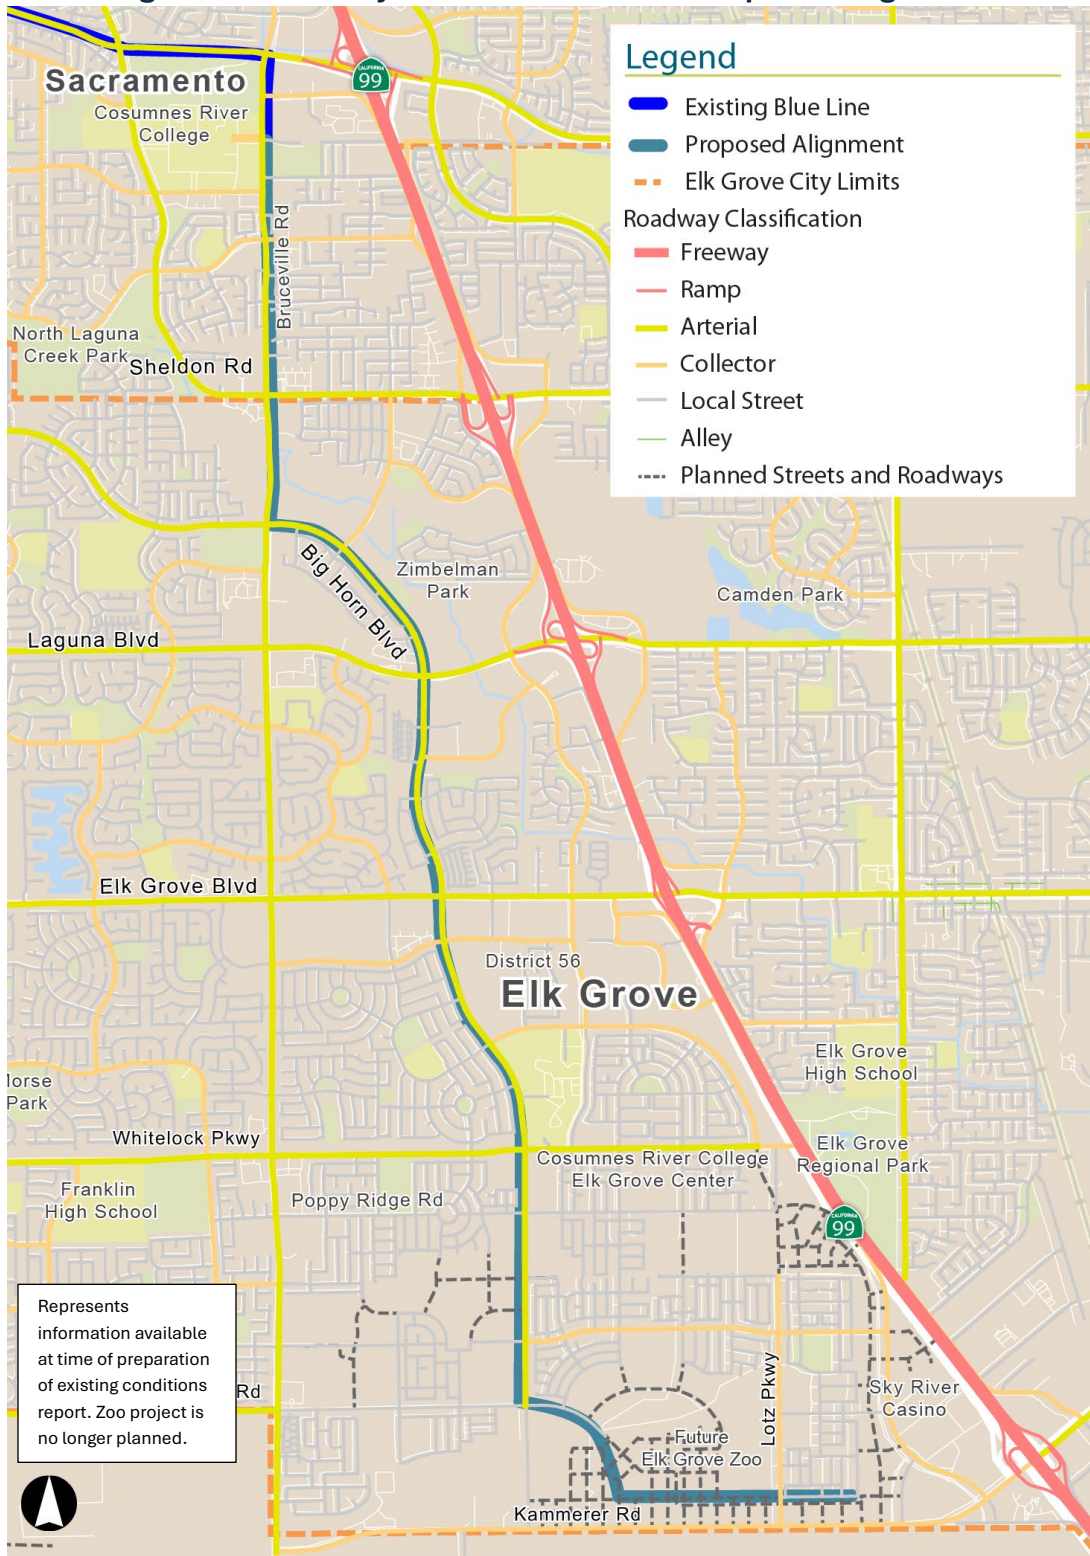 Legend
Existing Blue Line
Proposed Alignment
Elk Grove City Limits
Roadway Classification
Freeway
Ramp
Arterial
Collector
Local Street
Alley
Planned Streets and Roadways
CALIFORNIA
99
Sacramento
Cosumnes River
College
Bruceville Rd
North Laguna
Creek Park
Sheldon Rd
Big Horn Blvd
Zimbelman
Park
Camden Park
Laguna Blvd
Elk Grove Blvd
District 56
Elk Grove
Elk Grove
High School
Park
Whitelock Pkwy
Cosumnes River College
Elk Grove Center
Elk Grove
Regional Park
Franklin
High School
Poppy Ridge Rd
CALIFORNIA
99
Represents
information available
at time of preparation
of existing conditions
report. Zoo project is
no longer planned.
Rd
Lotz Pkwy
Sky River
Casino
Future
Elk Grove Zoo
Kammerer Rd